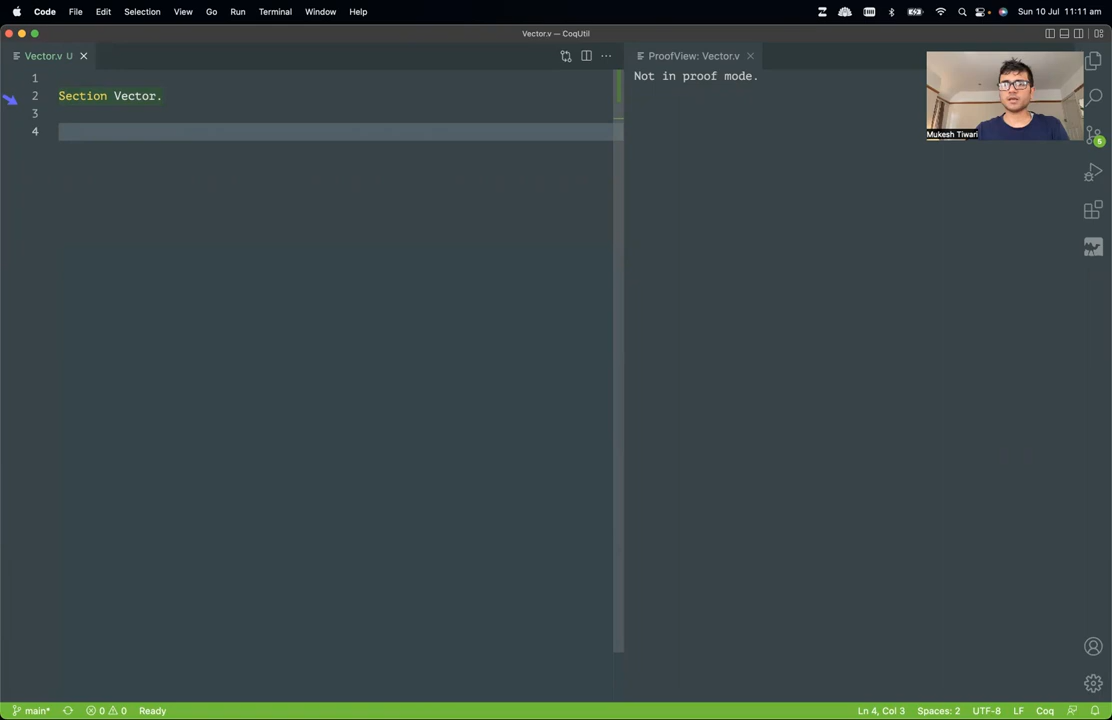 Code File Edit Selection View Go Run Terminal Window Help Sun 10 Jul 11:11 am
Vector.v — CoqUtil
Vector.v U
ProofView: Vector.v
1
2 Section Vector.
3
4
Not in proof mode.
Mukesh Tiwari
5
main* 0 0 Ready Ln 4, Col 3 Spaces: 2 UTF-8 LF Coq